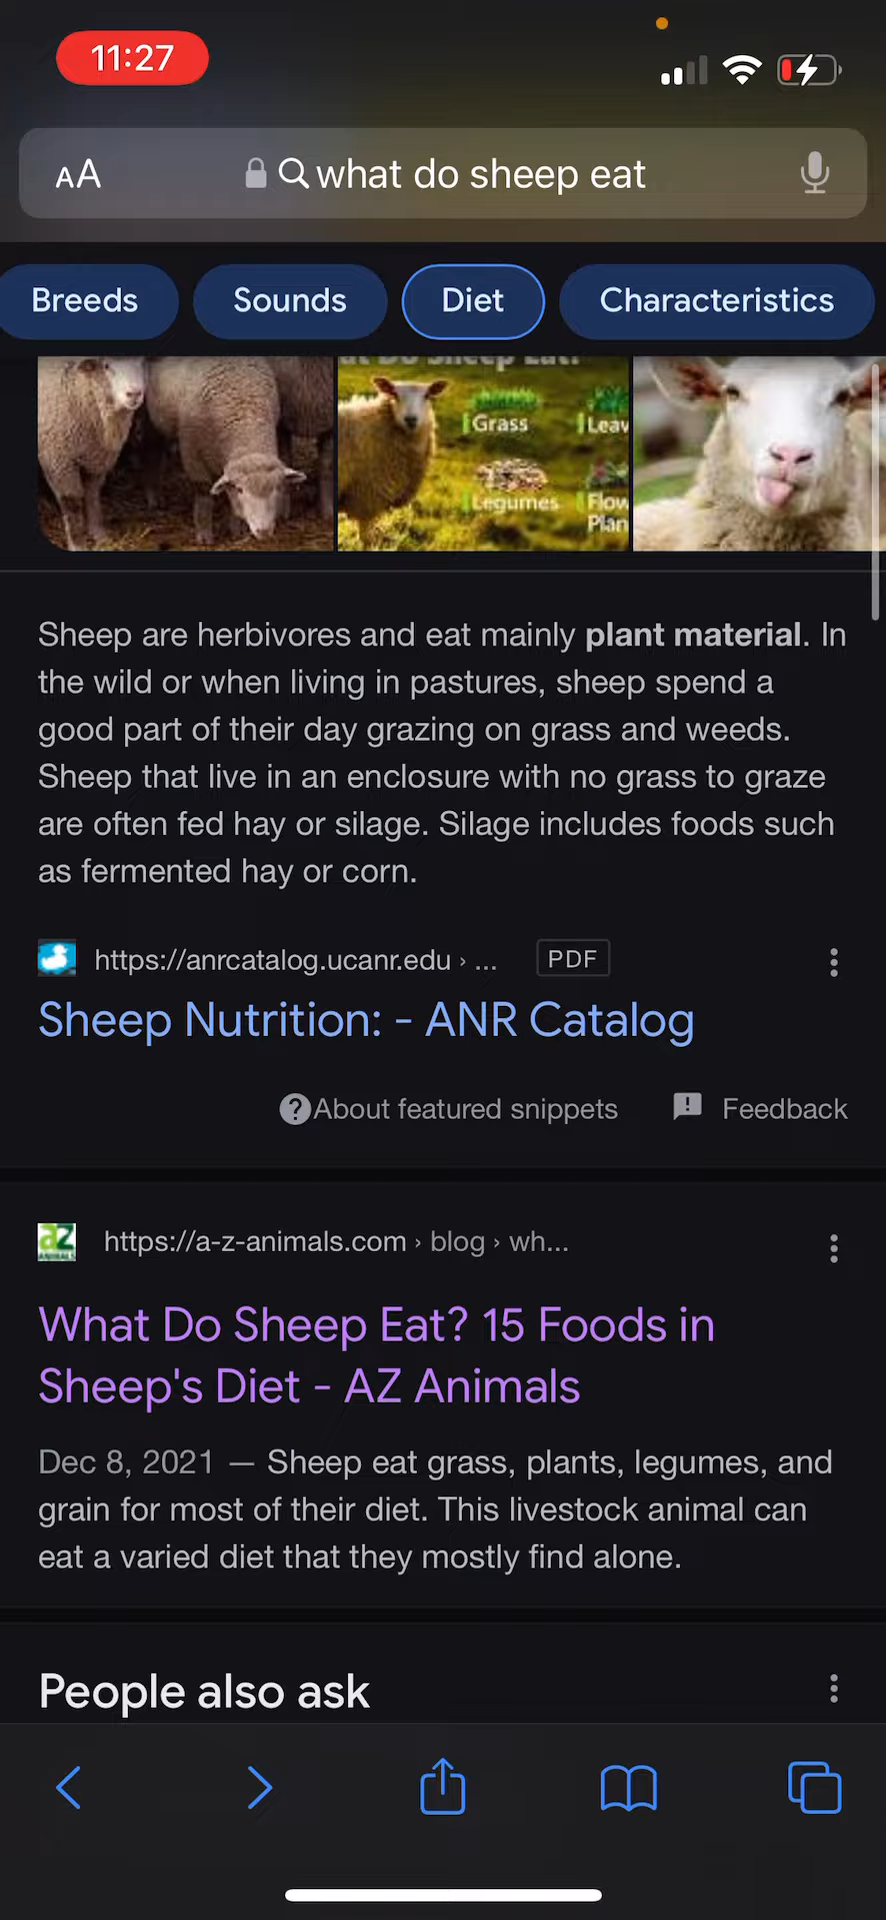 11:27
AA what do sheep eat
Breeds Sounds Diet Characteristics
at Do Sheep Eat?
Grass
Legumes
Sheep are herbivores and eat mainly plant material. In
the wild or when living in pastures, sheep spend a
good part of their day grazing on grass and weeds.
Sheep that live in an enclosure with no grass to graze
are often fed hay or silage. Silage includes foods such
as fermented hay or corn.
https://anrcatalog.ucanr.edu › ... PDF
Sheep Nutrition: - ANR Catalog
About featured snippets Feedback
az
ANIMALS
https://a-z-animals.com › blog › wh...
What Do Sheep Eat? 15 Foods in
Sheep's Diet - AZ Animals
Dec 8, 2021 — Sheep eat grass, plants, legumes, and
grain for most of their diet. This livestock animal can
eat a varied diet that they mostly find alone.
People also ask